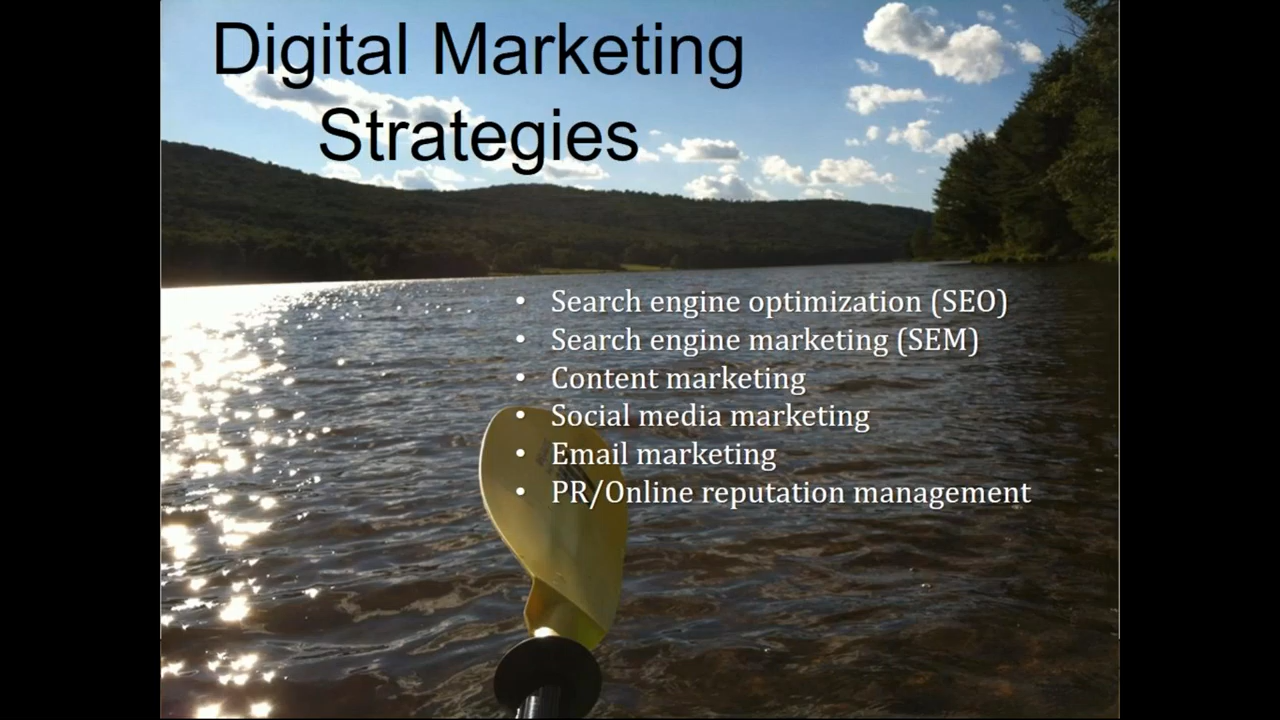 Digital Marketing
Strategies
• Search engine optimization (SEO)
• Search engine marketing (SEM)
• Content marketing
• Social media marketing
• Email marketing
• PR/Online reputation management